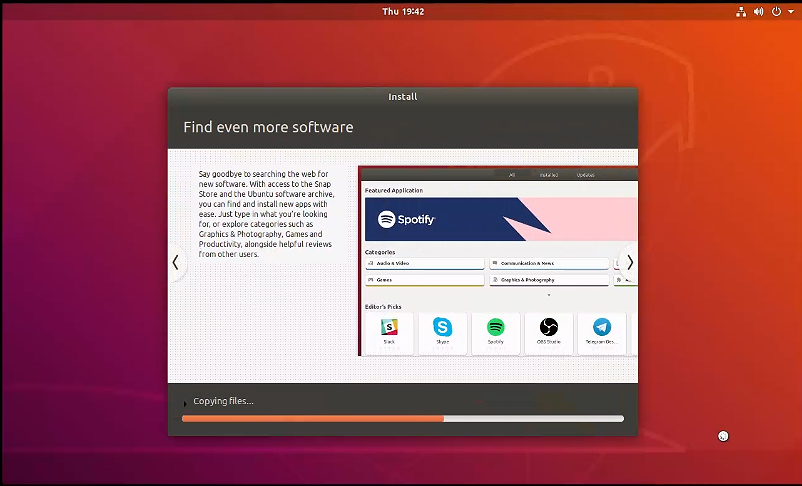 Thu 19:42
Install
Find even more software
Say goodbye to searching the web for
new software. With access to the Snap
Store and the Ubuntu software archive,
you can find and install new apps with
ease. Just type in what you're looking
for, or explore categories such as
Graphics & Photography, Games and
Productivity, alongside helpful reviews
from other users.
All Installed Updates
Featured Application
Spotify
Categories
Audio & Video Communication & News
Games Graphics & Photography
Editor's Picks
Slack Skype Spotify OBS Studio Telegram Des...
Copying files...